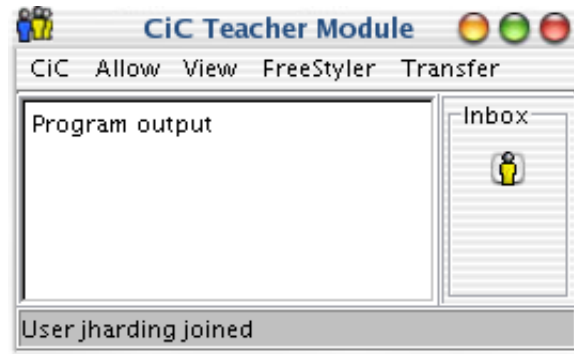 CiC Teacher Module
CiC Allow View FreeStyler Transfer
Program output
Inbox
User jharding joined